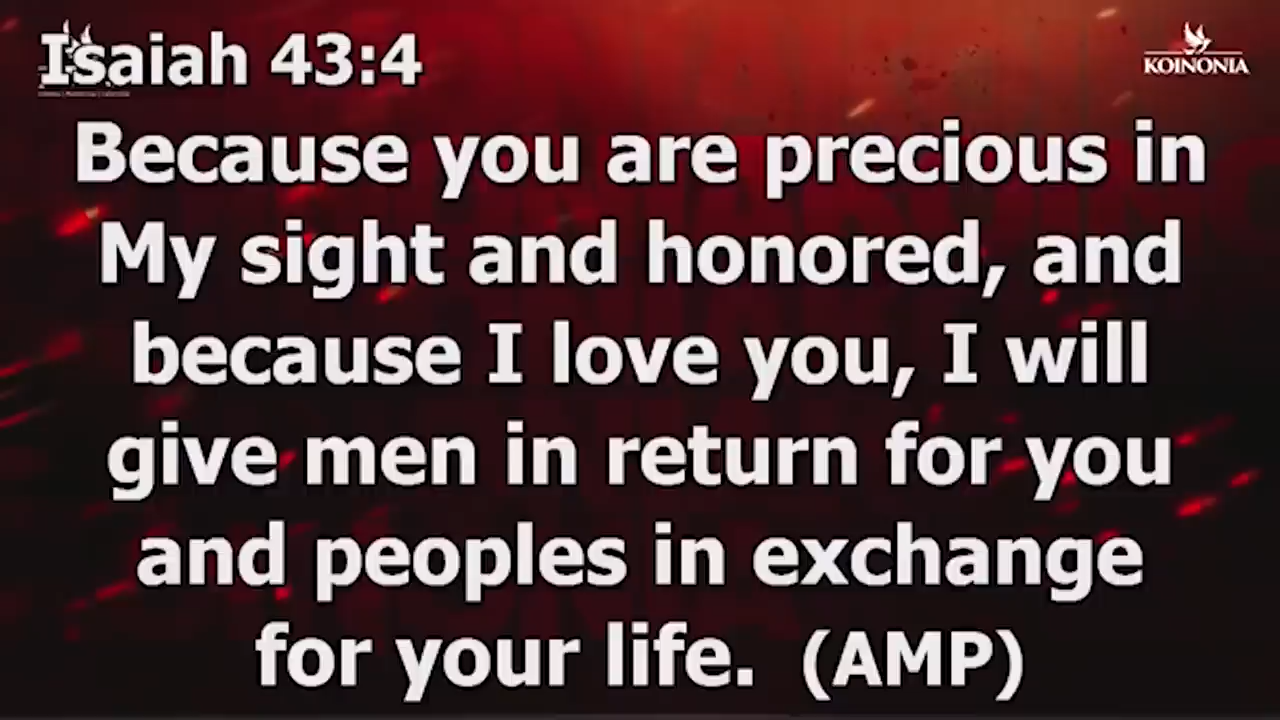 Isaiah 43:4
KOINONIA
Because you are precious in
My sight and honored, and
because I love you, I will
give men in return for you
and peoples in exchange
for your life. (AMP)